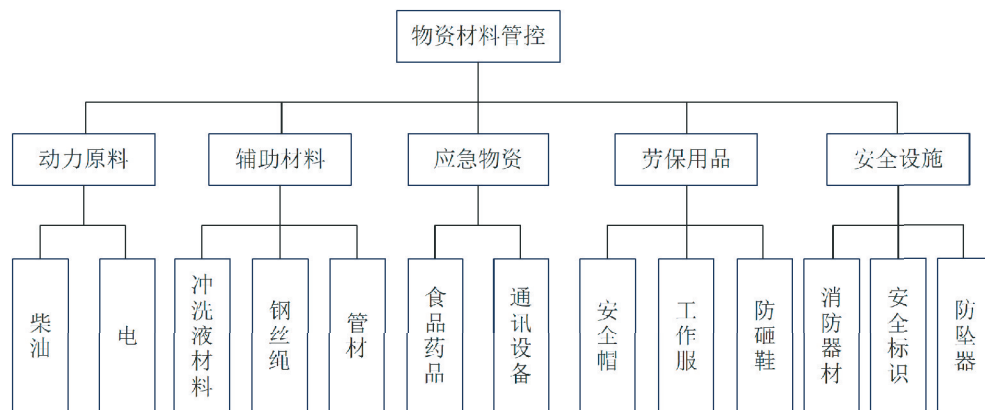 物资材料管控
动力原料
辅助材料
应急物资
劳保用品
安全设施
柴油
电
冲洗液材料
钢丝绳
管材
食品药品
通讯设备
安全帽
工作服
防砸鞋
消防器材
安全标识
防坠器